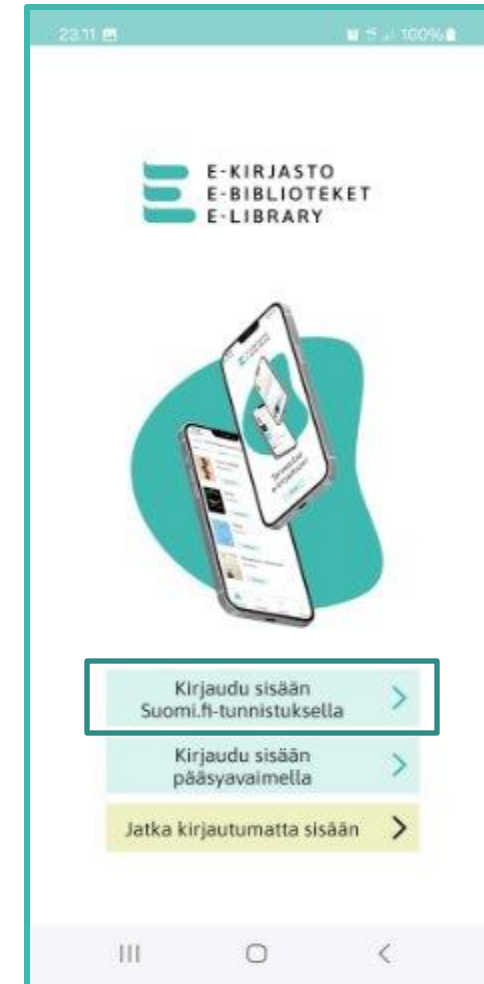 23.11
100%
E-KIRJASTO
E-BIBLIOTEKET
E-LIBRARY
Kirjaudu sisään
Suomi.fi-tunnistuksella
Kirjaudu sisään
pääsyavaimella
Jatka kirjautumatta sisään